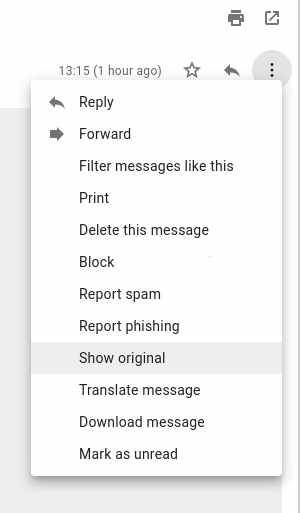 13:15 (1 hour ago)
Reply
Forward
Filter messages like this
Print
Delete this message
Block
Report spam
Report phishing
Show original
Translate message
Download message
Mark as unread